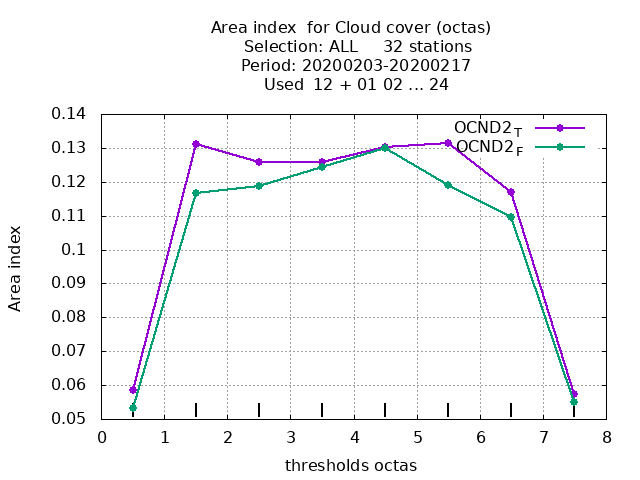 Area index  for Cloud cover (octas)
Selection: ALL     32 stations
Period: 20200203-20200217
Used  12 + 01 02 ... 24
OCND2T
OCND2F
Area index
0.14
0.13
0.12
0.11
0.1
0.09
0.08
0.07
0.06
0.05
0 1 2 3 4 5 6 7 8
thresholds octas